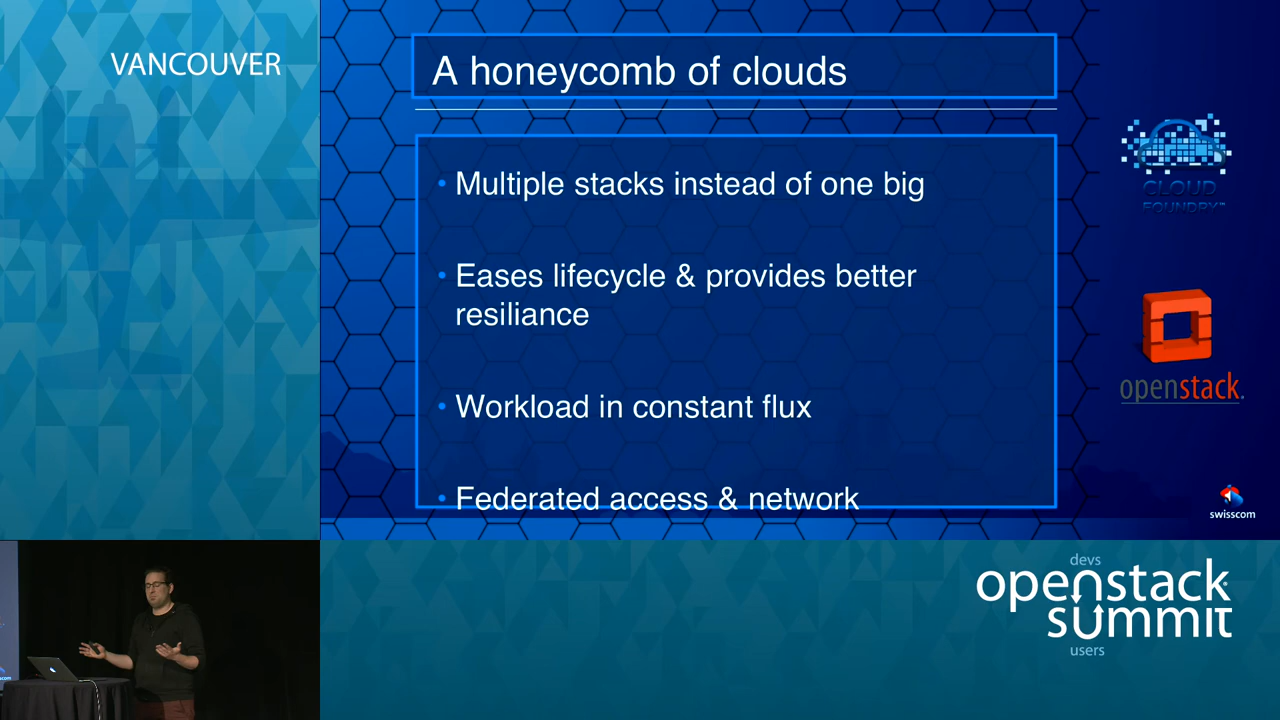 VANCOUVER
A honeycomb of clouds
• Multiple stacks instead of one big
• Eases lifecycle & provides better
resiliance
• Workload in constant flux
• Federated access & network
CLOUD
FOUNDRY™
openstack.
swisscom
devs
openstack
summit
users